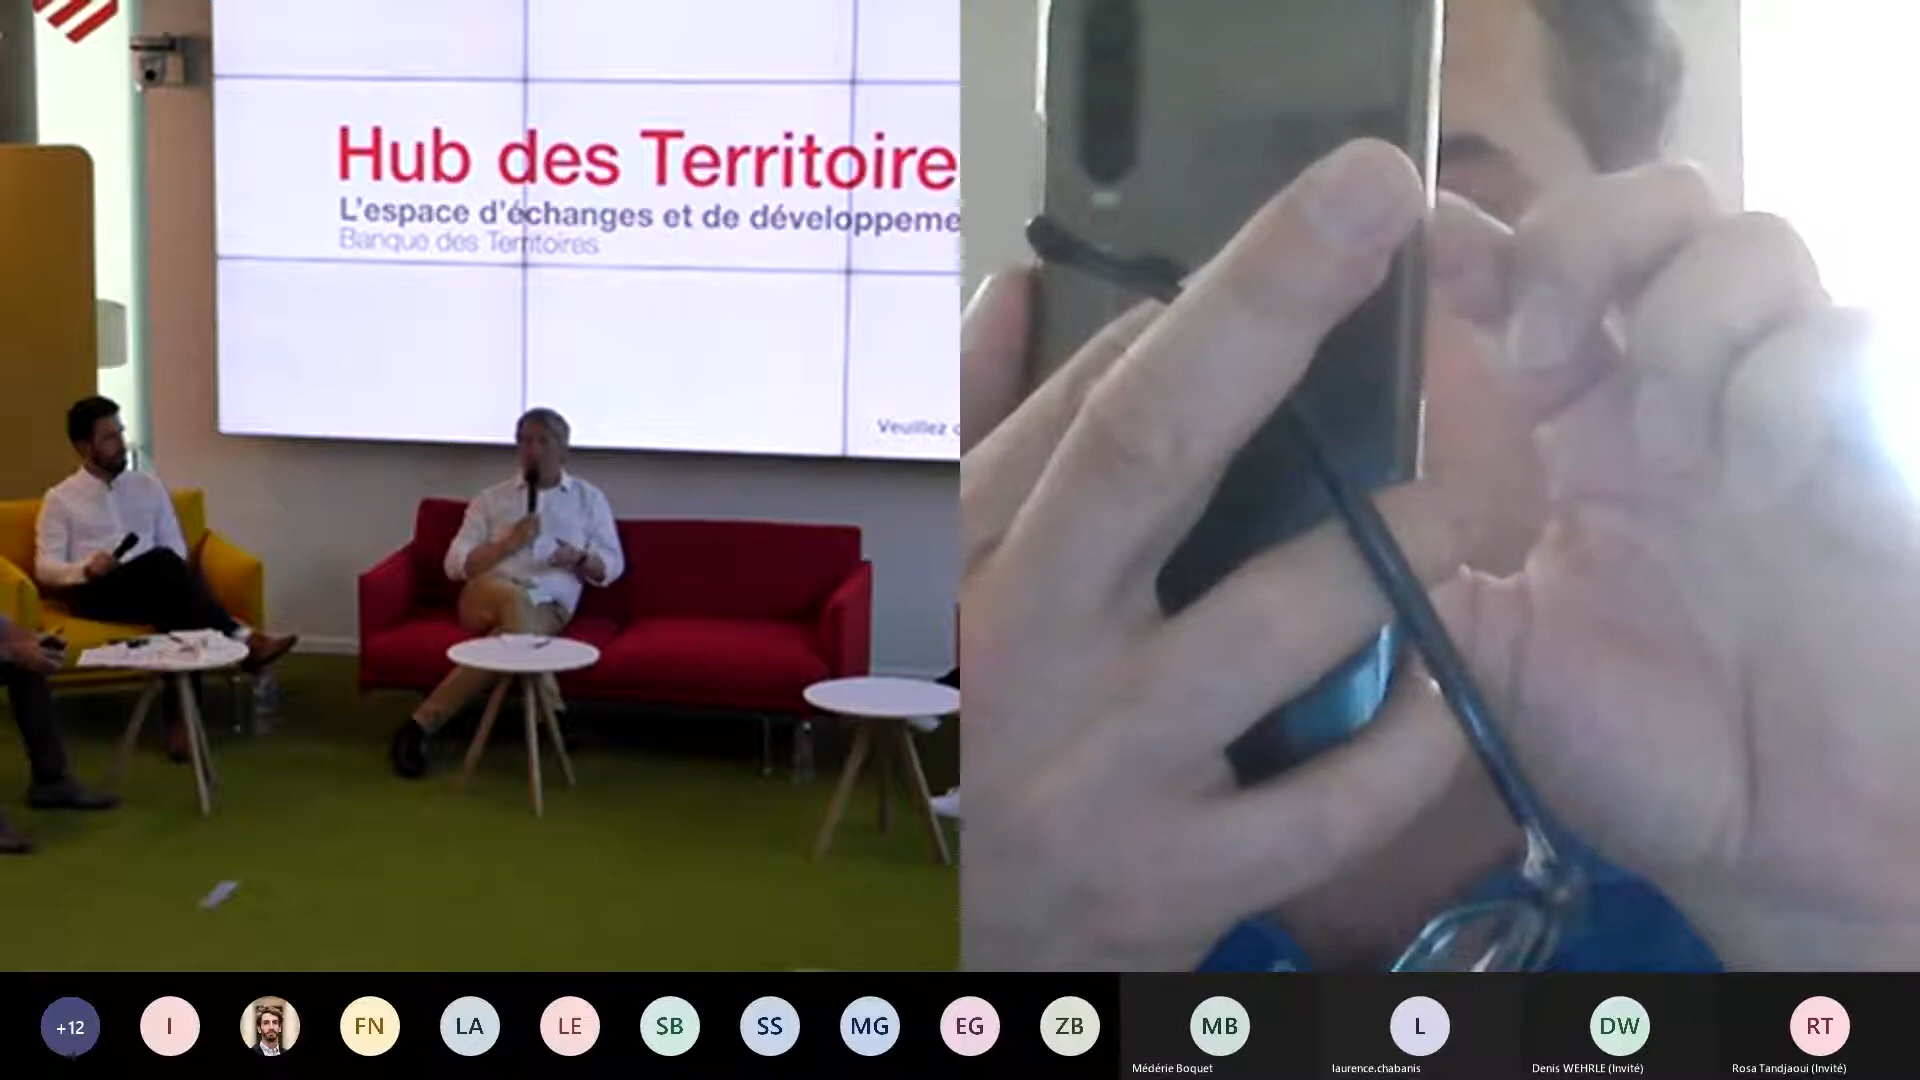 Hub des Territoire
L'espace d'échanges et de développeme
Banque des Territoires
Veuillez
+12
I
FN
LA
LE
SB
SS
MG
EG
ZB
MB
L
DW
RT
Médérie Boquet
laurence.chabanis
Denis WEHRLE (Invité)
Rosa Tandjaoui (Invité)